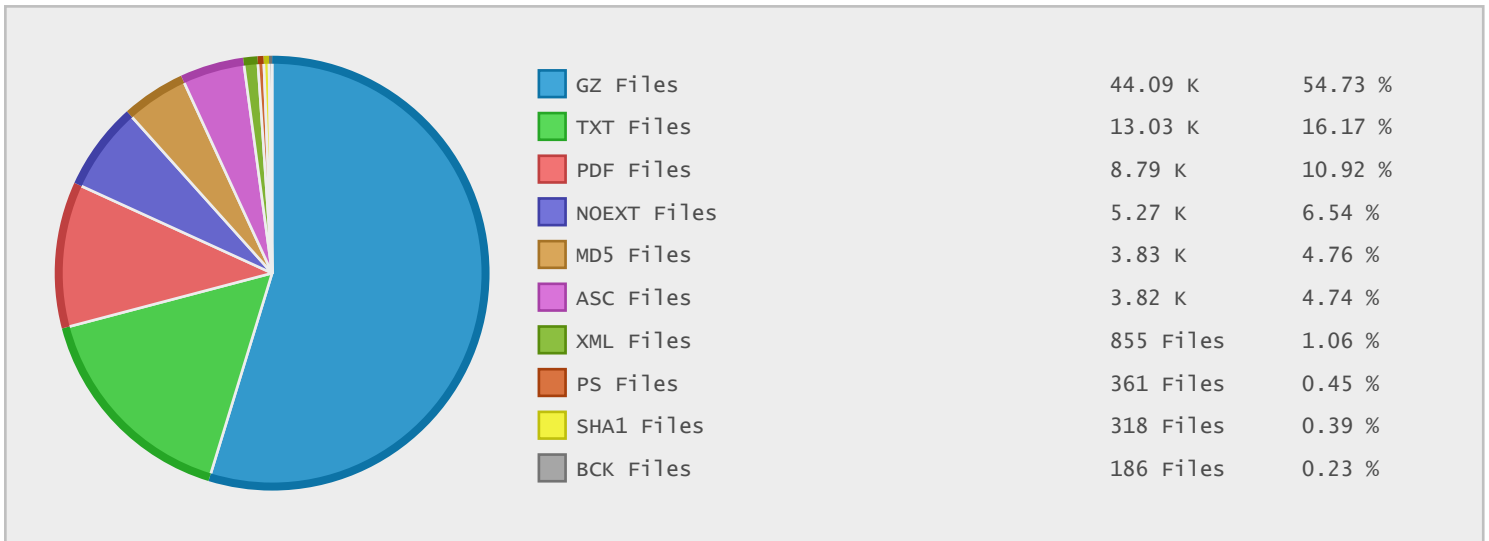 GZ Files 44.09 K 54.73 %
TXT Files 13.03 K 16.17 %
PDF Files 8.79 K 10.92 %
NOEXT Files 5.27 K 6.54 %
MD5 Files 3.83 K 4.76 %
ASC Files 3.82 K 4.74 %
XML Files 855 Files 1.06 %
PS Files 361 Files 0.45 %
SHA1 Files 318 Files 0.39 %
BCK Files 186 Files 0.23 %